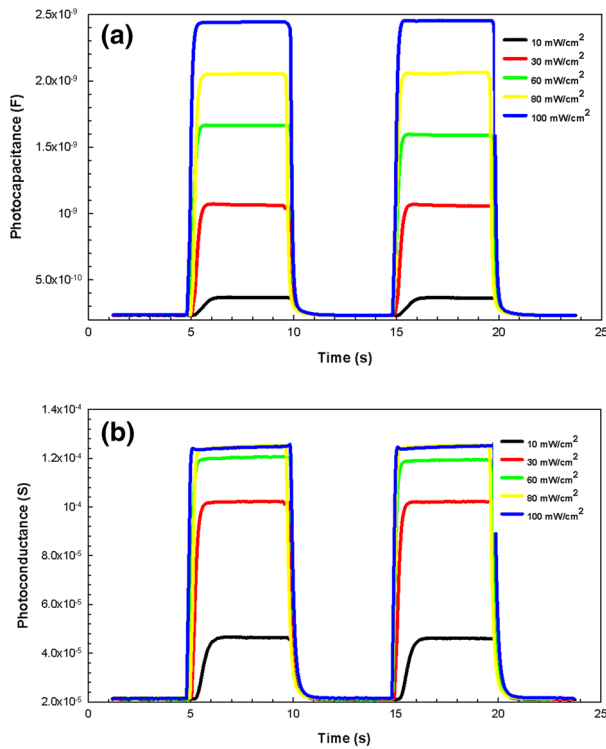 (a)
Photocapacitance (F)
2.5x10⁻⁹
2.0x10⁻⁹
1.5x10⁻⁹
10⁻⁹
5.0x10⁻¹⁰
10 mW/cm²
30 mW/cm²
60 mW/cm²
80 mW/cm²
100 mW/cm²
0 5 10 15 20 25
Time (s)
(b)
Photoconductance (S)
1.4x10⁻⁴
1.2x10⁻⁴
10⁻⁴
8.0x10⁻⁵
6.0x10⁻⁵
4.0x10⁻⁵
2.0x10⁻⁵
10 mW/cm²
30 mW/cm²
60 mW/cm²
80 mW/cm²
100 mW/cm²
0 5 10 15 20 25
Time (s)